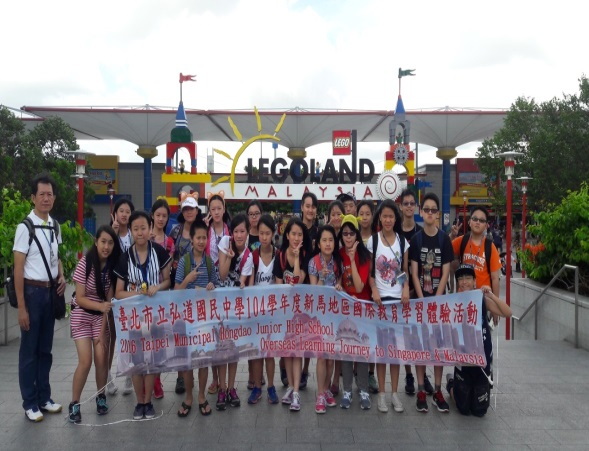 LEGO
LEGOLAND
MALAYSIA
臺北市立弘道國民中學104學年度新馬地區國際教育學習體驗活動
2016 Taipei Municipal Hongdao Junior High School
Overseas Learning Journey to Singapore & Malaysia